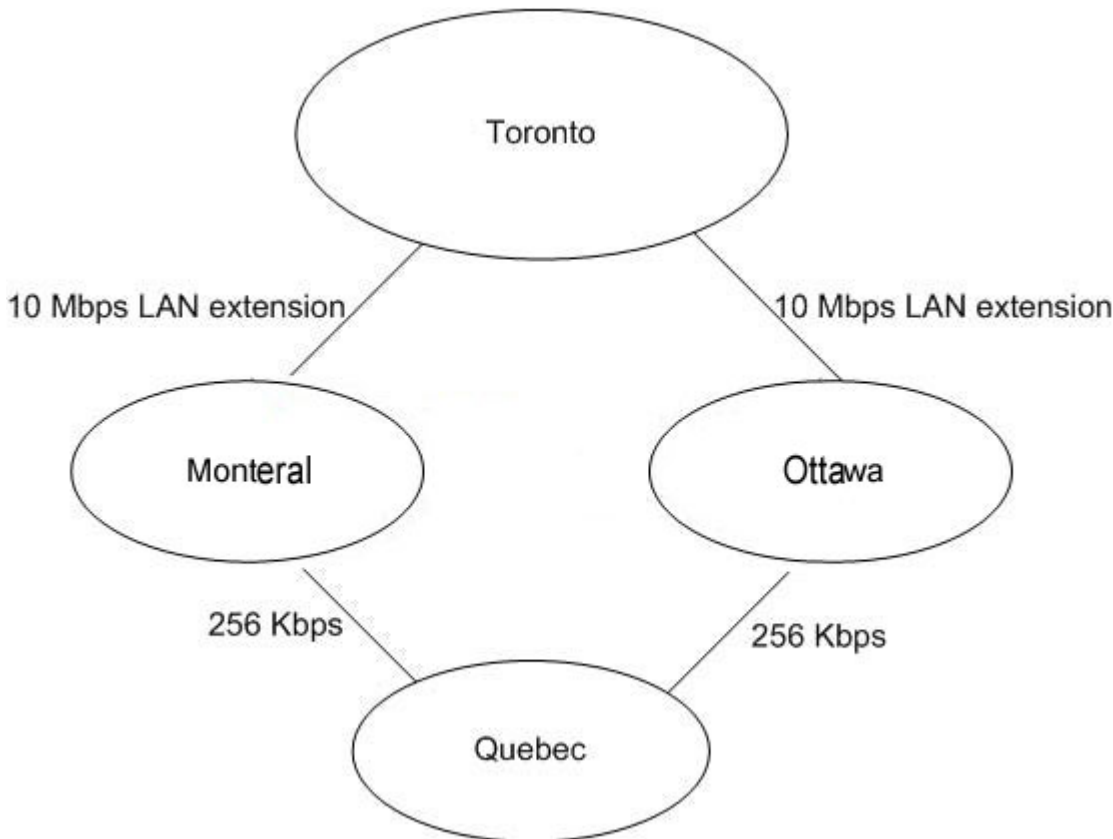 Toronto
10 Mbps LAN extension
10 Mbps LAN extension
Monteral
Ottawa
256 Kbps
256 Kbps
Quebec